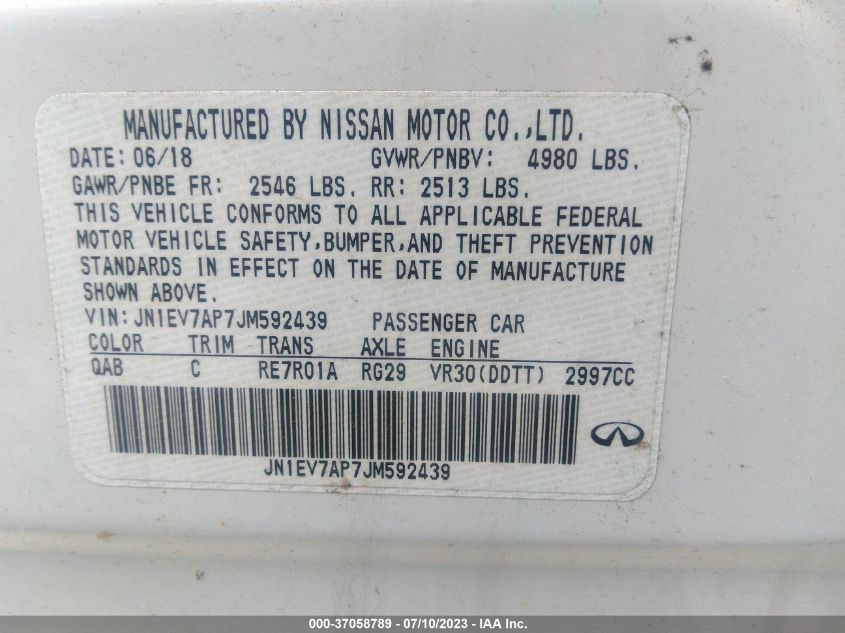 MANUFACTURED BY NISSAN MOTOR CO.,LTD.
DATE: 06/18 GVWR/PNBV: 4980 LBS.
GAWR/PNBE FR: 2546 LBS. RR: 2513 LBS.
THIS VEHICLE CONFORMS TO ALL APPLICABLE FEDERAL
MOTOR VEHICLE SAFETY,BUMPER,AND THEFT PREVENTION
STANDARDS IN EFFECT ON THE DATE OF MANUFACTURE
SHOWN ABOVE.
VIN:JN1EV7AP7JM592439 PASSENGER CAR
COLOR TRIM TRANS AXLE ENGINE
QAB C RE7R01A RG29 VR30(DDTT) 2997CC
JN1EV7AP7JM592439
000-37058789 - 07/10/2023 - IAA Inc.